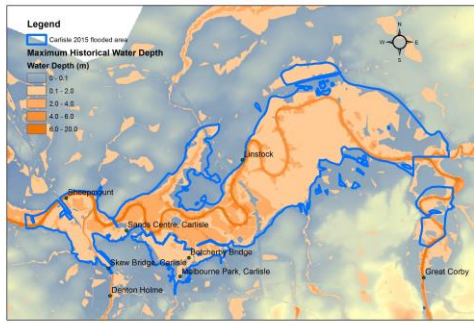 Legend
Carlisle 2015 flooded area
Maximum Historical Water Depth
Water Depth (m)
0 - 0.1
0.1 - 2.0
2.0 - 4.0
4.0 - 6.0
6.0 - 20.0
N
W
E
S
Linstock
Sheepmount
Sands Centre, Carlisle
Botcherby Bridge
Skew Bridge, Carlisle
Melbourne Park, Carlisle
Great Corby
Denton Holme